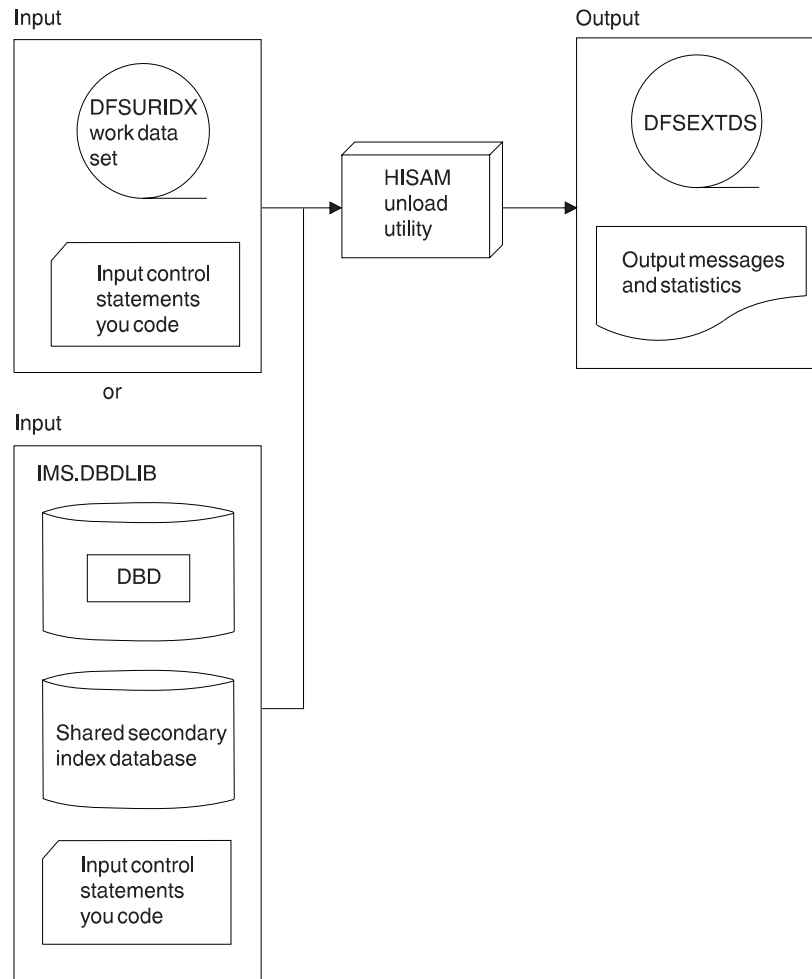 Input
DFSURIDX
work data
set
Input control
statements
you code
or
Input
IMS.DBDLIB
DBD
Shared secondary
index database
Input control
statements
you code
HISAM
unload
utility
Output
DFSEXTDS
Output messages
and statistics